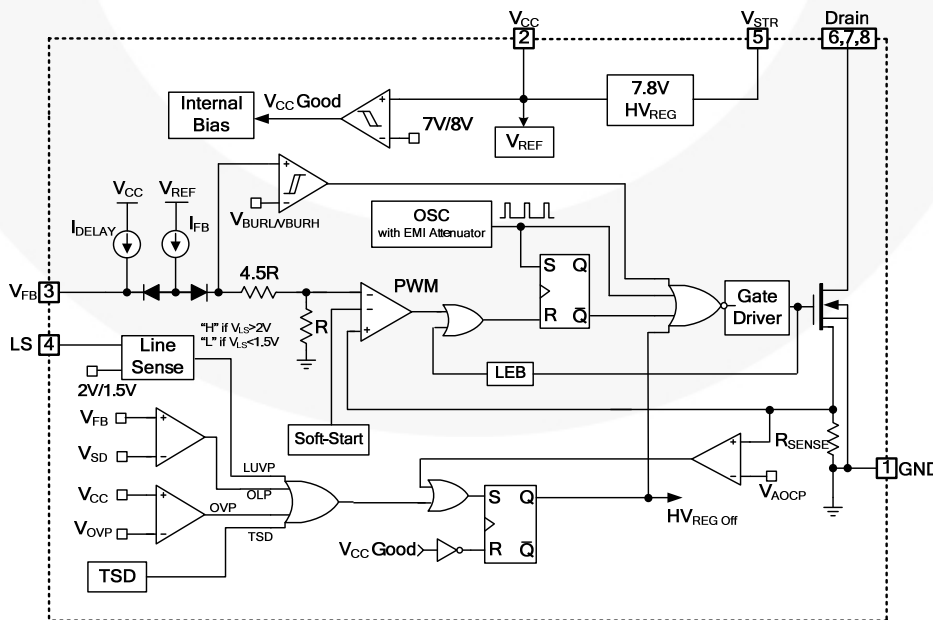 VCC
VSTR
Drain
2
5
6,7,8
Internal Bias
VCC Good
7V/8V
VREF
7.8V
HVREG
VCC
VREF
IDELAY
IFB
VBURL/VBURH
OSC
with EMI Attenuator
VFB 3
4.5R
R
PWM
S Q
R Q̅
Gate Driver
LS 4
"H" if VLS>2V
"L" if VLS<1.5V
Line Sense
2V/1.5V
LEB
Soft-Start
VFB
VSD
VCC
VOVP
LUVP
OLP
OVP
TSD
TSD
S Q
R Q̅
VCC Good
HVREG Off
VAOCP
RSENSE
1 GND